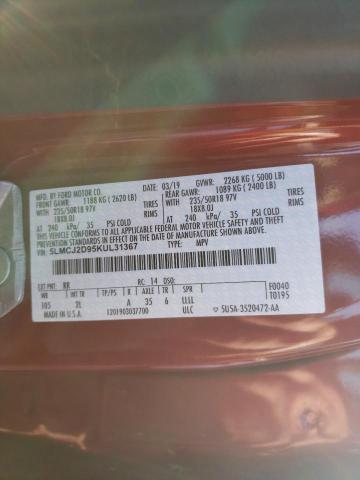 MFD. BY FORD MOTOR CO.
DATE: 03/19 GVWR: 2268 KG ( 5000 LB)
FRONT GAWR: 1188 KG ( 2620 LB) REAR GAWR: 1089 KG ( 2400 LB)
WITH 235/50R18 97V TIRES WITH 235/50R18 97V TIRES
18X8.0J RIMS 18X8.0J RIMS
AT 240 kPa/ 35 PSI COLD AT 240 kPa/ 35 PSI COLD
THIS VEHICLE CONFORMS TO ALL APPLICABLE FEDERAL MOTOR VEHICLE SAFETY, BUMPER, AND THEFT PREVENTION STANDARDS IN EFFECT ON THE DATE OF MANUFACTURE SHOWN ABOVE.
VIN: 5LMCJ2D95KUL31367 TYPE: MPV
EXT PNT: RR RC: 14 DSO:
WB INT TR TP/PS R AXLE TR SPR F0040
105 2L A 35 6 LLLL T0195
MADE IN U.S.A 1201903037700 ULC 5U5A-3520472-AA